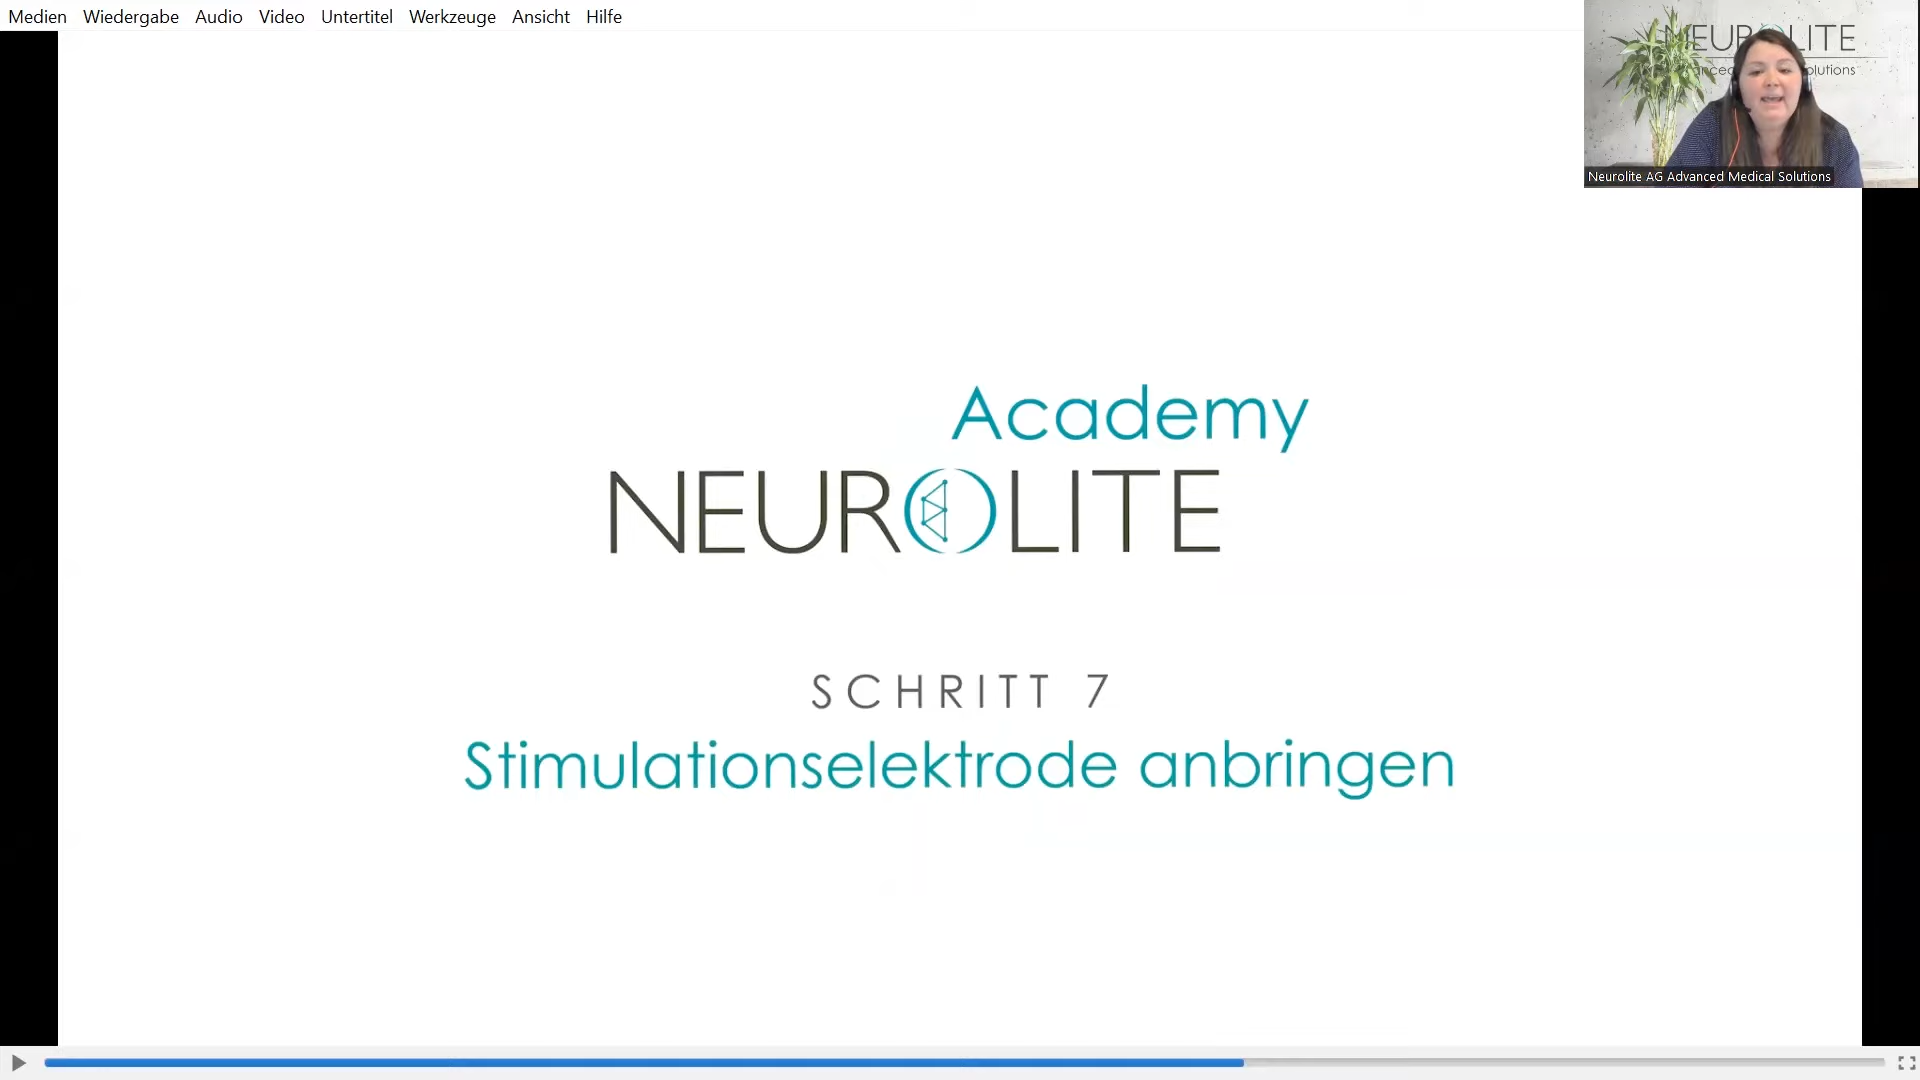 Medien Wiedergabe Audio Video Untertitel Werkzeuge Ansicht Hilfe
NEUROLITE
Neurolite AG Advanced Medical Solutions
Academy
NEUROLITE
SCHRITT 7
Stimulationselektrode anbringen